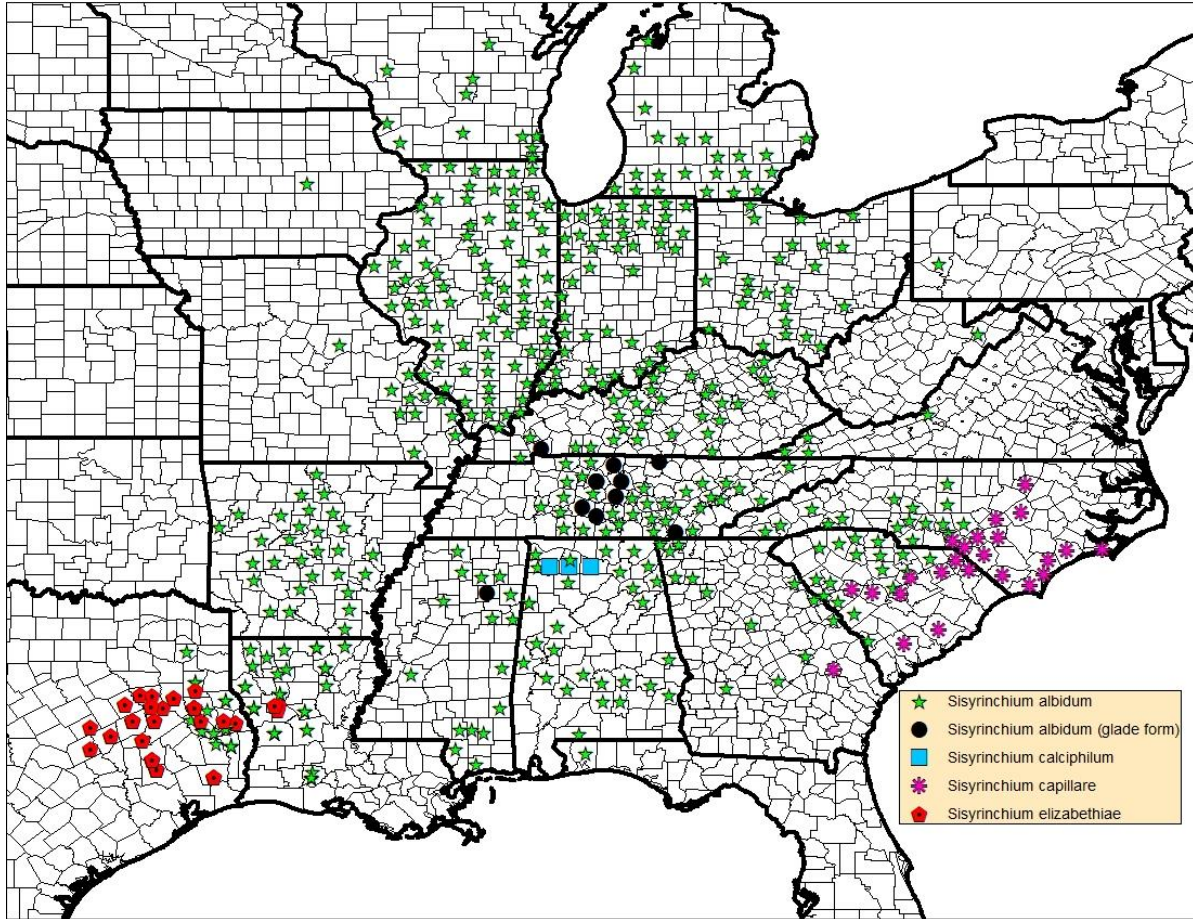 Sisyrinchium albidum
Sisyrinchium albidum (glade form)
Sisyrinchium calciphilum
Sisyrinchium capillare
Sisyrinchium elizabethiae